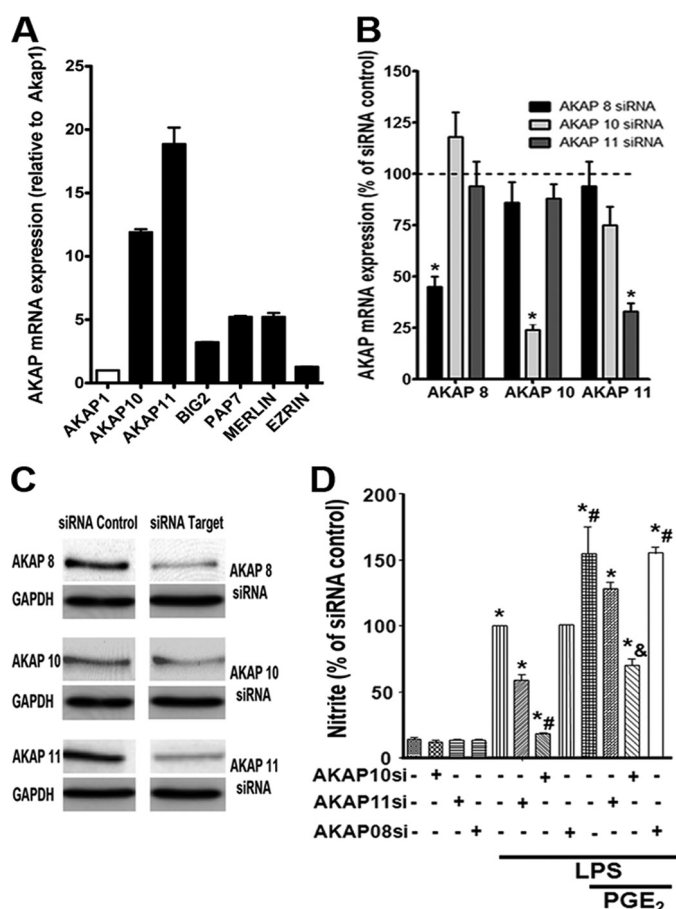 A
AKAP mRNA expression (relative to Akap1)
25
20
15
10
5
0
AKAP1
AKAP10
AKAP11
BIG2
PAP7
MERLIN
EZRIN
B
AKAP mRNA expression (% of siRNA control)
150
125
100
75
50
25
0
AKAP 8 siRNA
AKAP 10 siRNA
AKAP 11 siRNA
*
*
*
AKAP 8
AKAP 10
AKAP 11
C
siRNA Control
siRNA Target
AKAP 8
GAPDH
AKAP 8
siRNA
AKAP 10
GAPDH
AKAP 10
siRNA
AKAP 11
GAPDH
AKAP 11
siRNA
D
Nitrite (% of siRNA control)
200
150
100
50
0
*
*
*#
*#
*
*&
*#
AKAP10si - + - - - - + - - - + -
AKAP11si - - + - - + - - - + - -
AKAP08si - - - + - - - + - - - +
LPS
PGE₂